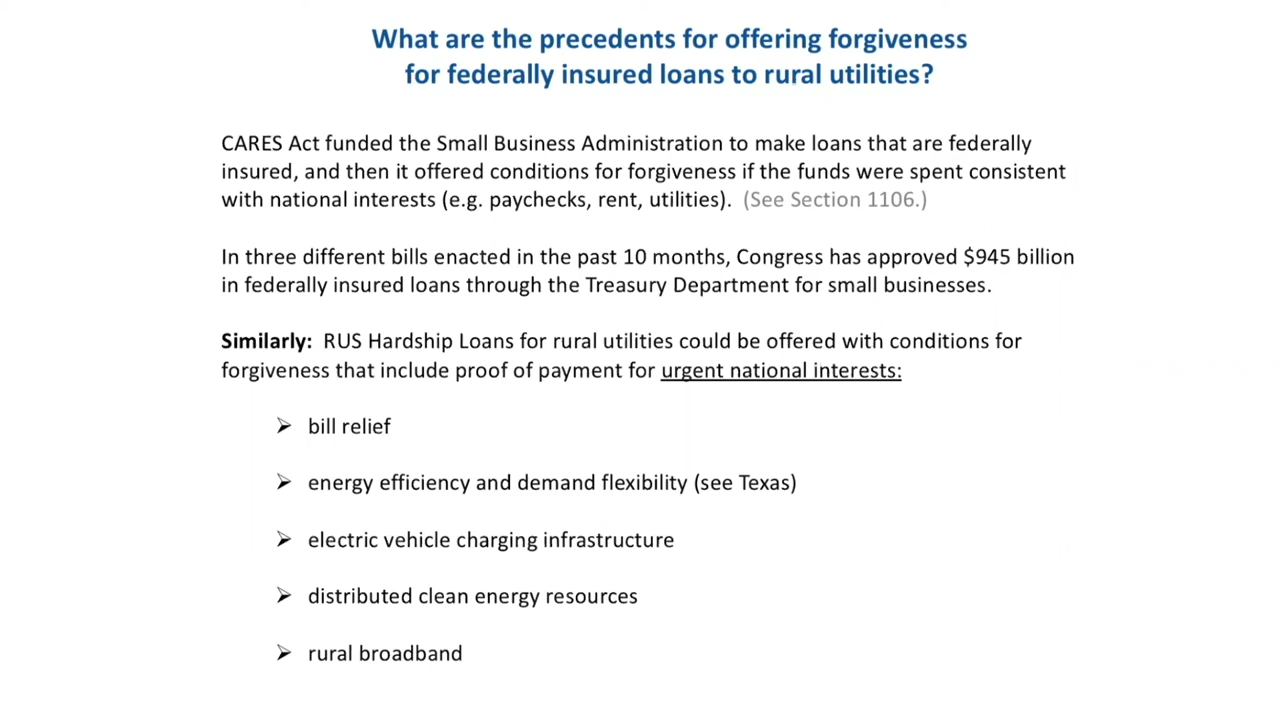 What are the precedents for offering forgiveness
for federally insured loans to rural utilities?
CARES Act funded the Small Business Administration to make loans that are federally
insured, and then it offered conditions for forgiveness if the funds were spent consistent
with national interests (e.g. paychecks, rent, utilities). (See Section 1106.)
In three different bills enacted in the past 10 months, Congress has approved $945 billion
in federally insured loans through the Treasury Department for small businesses.
Similarly: RUS Hardship Loans for rural utilities could be offered with conditions for
forgiveness that include proof of payment for urgent national interests:
➢ bill relief
➢ energy efficiency and demand flexibility (see Texas)
➢ electric vehicle charging infrastructure
➢ distributed clean energy resources
➢ rural broadband